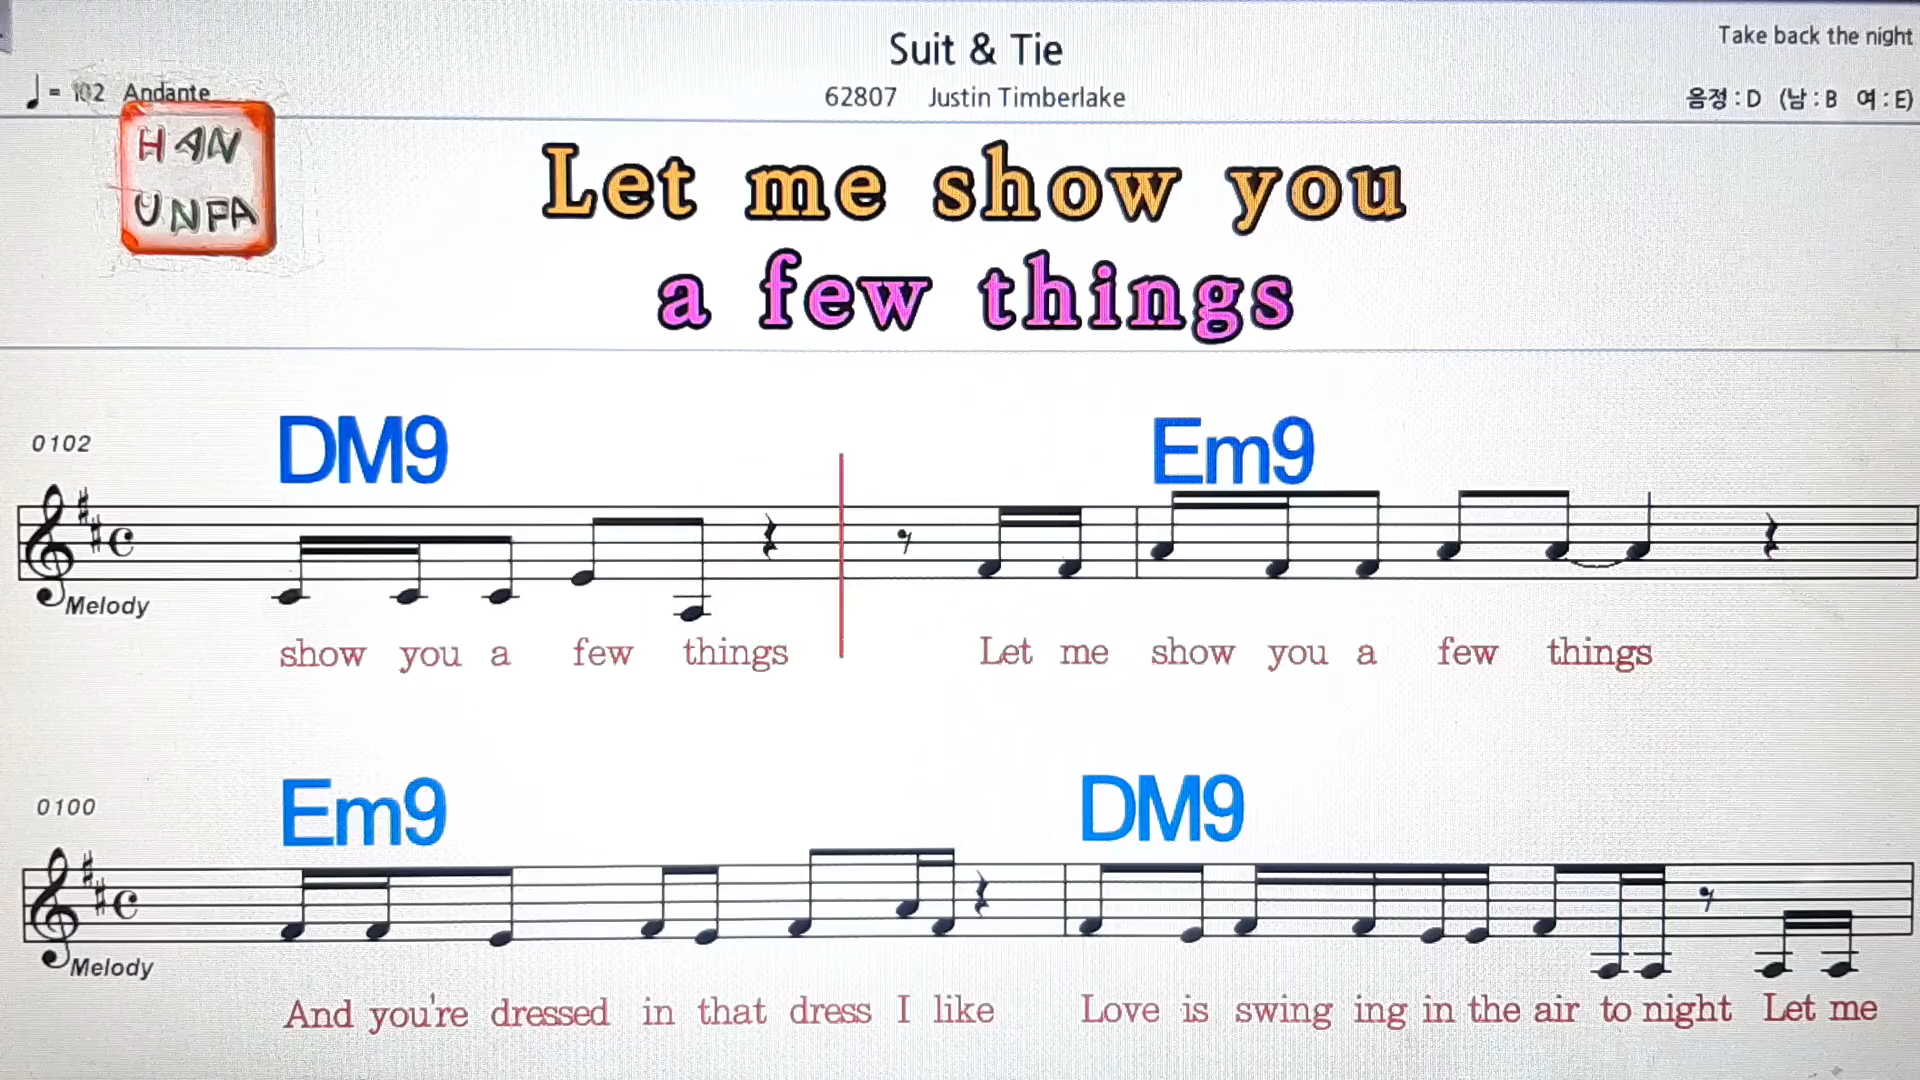 Suit & Tie
Take back the night
♩ = 102 Andante
62807 Justin Timberlake
음정 : D (남 : B 여 : E)
HAN
UNPA
Let me show you
a few things
0102
DM9 Em9
Melody
show you a few things Let me show you a few things
0100
Em9 DM9
Melody
And you're dressed in that dress I like Love is swing ing in the air to night Let me